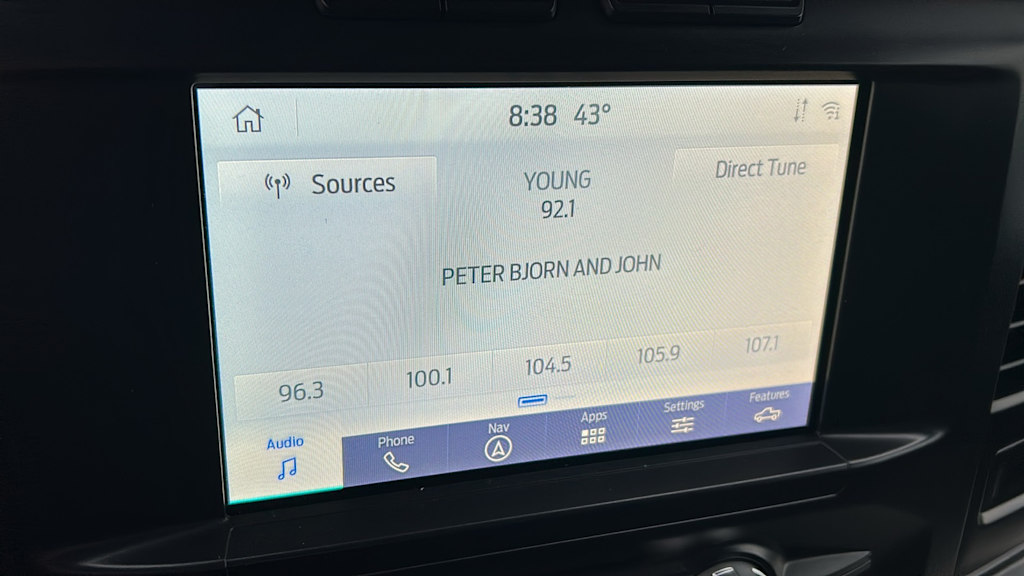 8:38 43°
Sources
YOUNG
92.1
Direct Tune
PETER BJORN AND JOHN
96.3 100.1 104.5 105.9 107.1
Audio Phone Nav Apps Settings Features